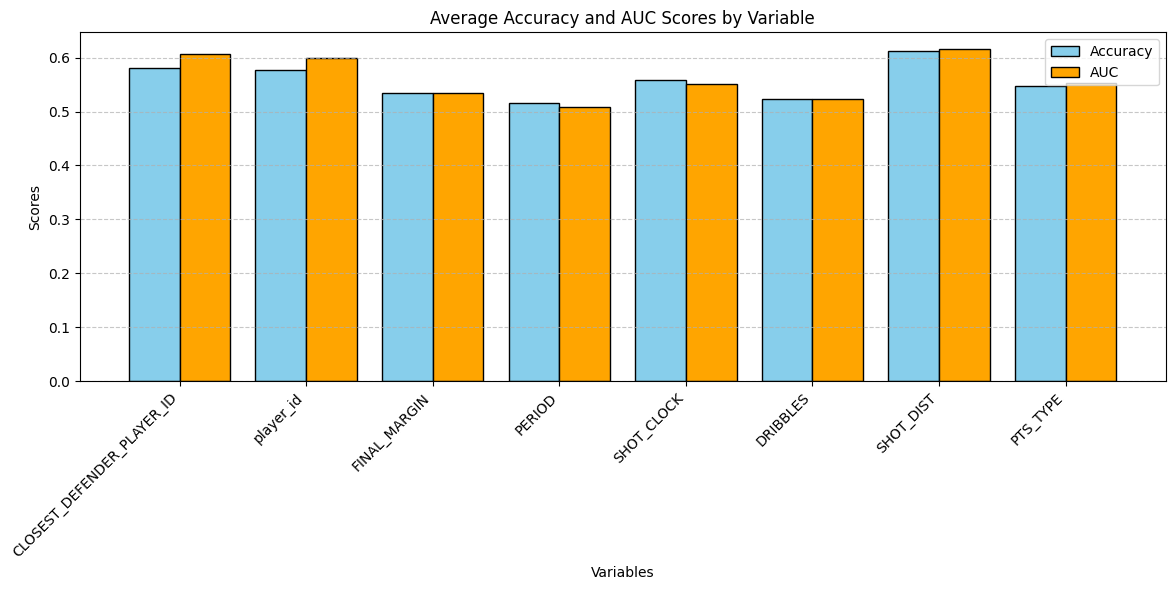 Average Accuracy and AUC Scores by Variable
Accuracy
AUC
Scores
0.6
0.5
0.4
0.3
0.2
0.1
0.0
CLOSEST_DEFENDER_PLAYER_ID
player_id
FINAL_MARGIN
PERIOD
SHOT_CLOCK
DRIBBLES
SHOT_DIST
PTS_TYPE
Variables